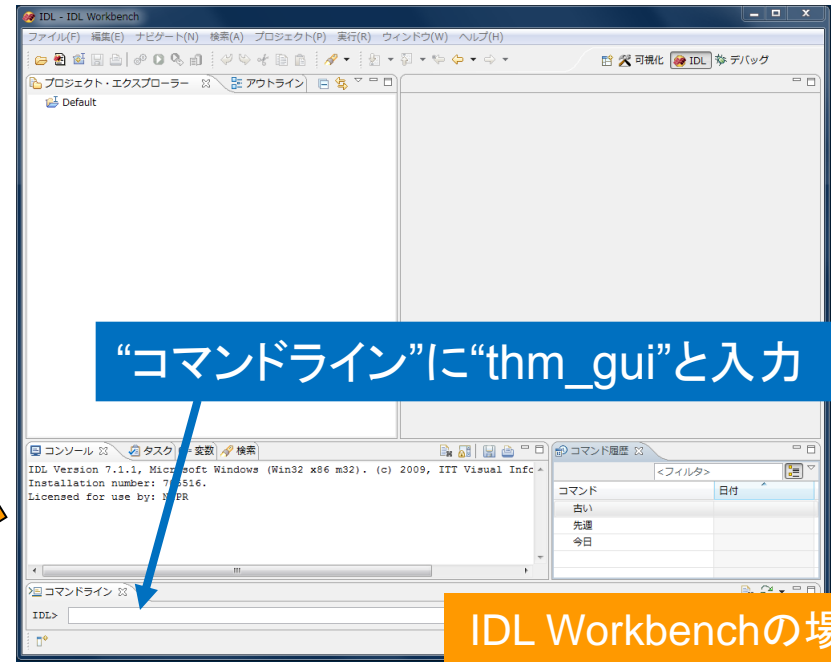 IDL - IDL Workbench
ファイル(F) 編集(E) ナビゲート(N) 検索(A) プロジェクト(P) 実行(R) ウィンドウ(W) ヘルプ(H)
可視化 IDL デバッグ
プロジェクト・エクスプローラー アウトライン
Default
“コマンドライン”に“thm_gui”と入力
コンソール タスク 変数 検索
IDL Version 7.1.1, Microsoft Windows (Win32 x86 m32). (c) 2009, ITT Visual Info
Installation number:
Licensed for use by:
コマンド履歴
<フィルタ>
コマンド 日付
古い
先週
今日
コマンドライン
IDL>
IDL Workbenchの場